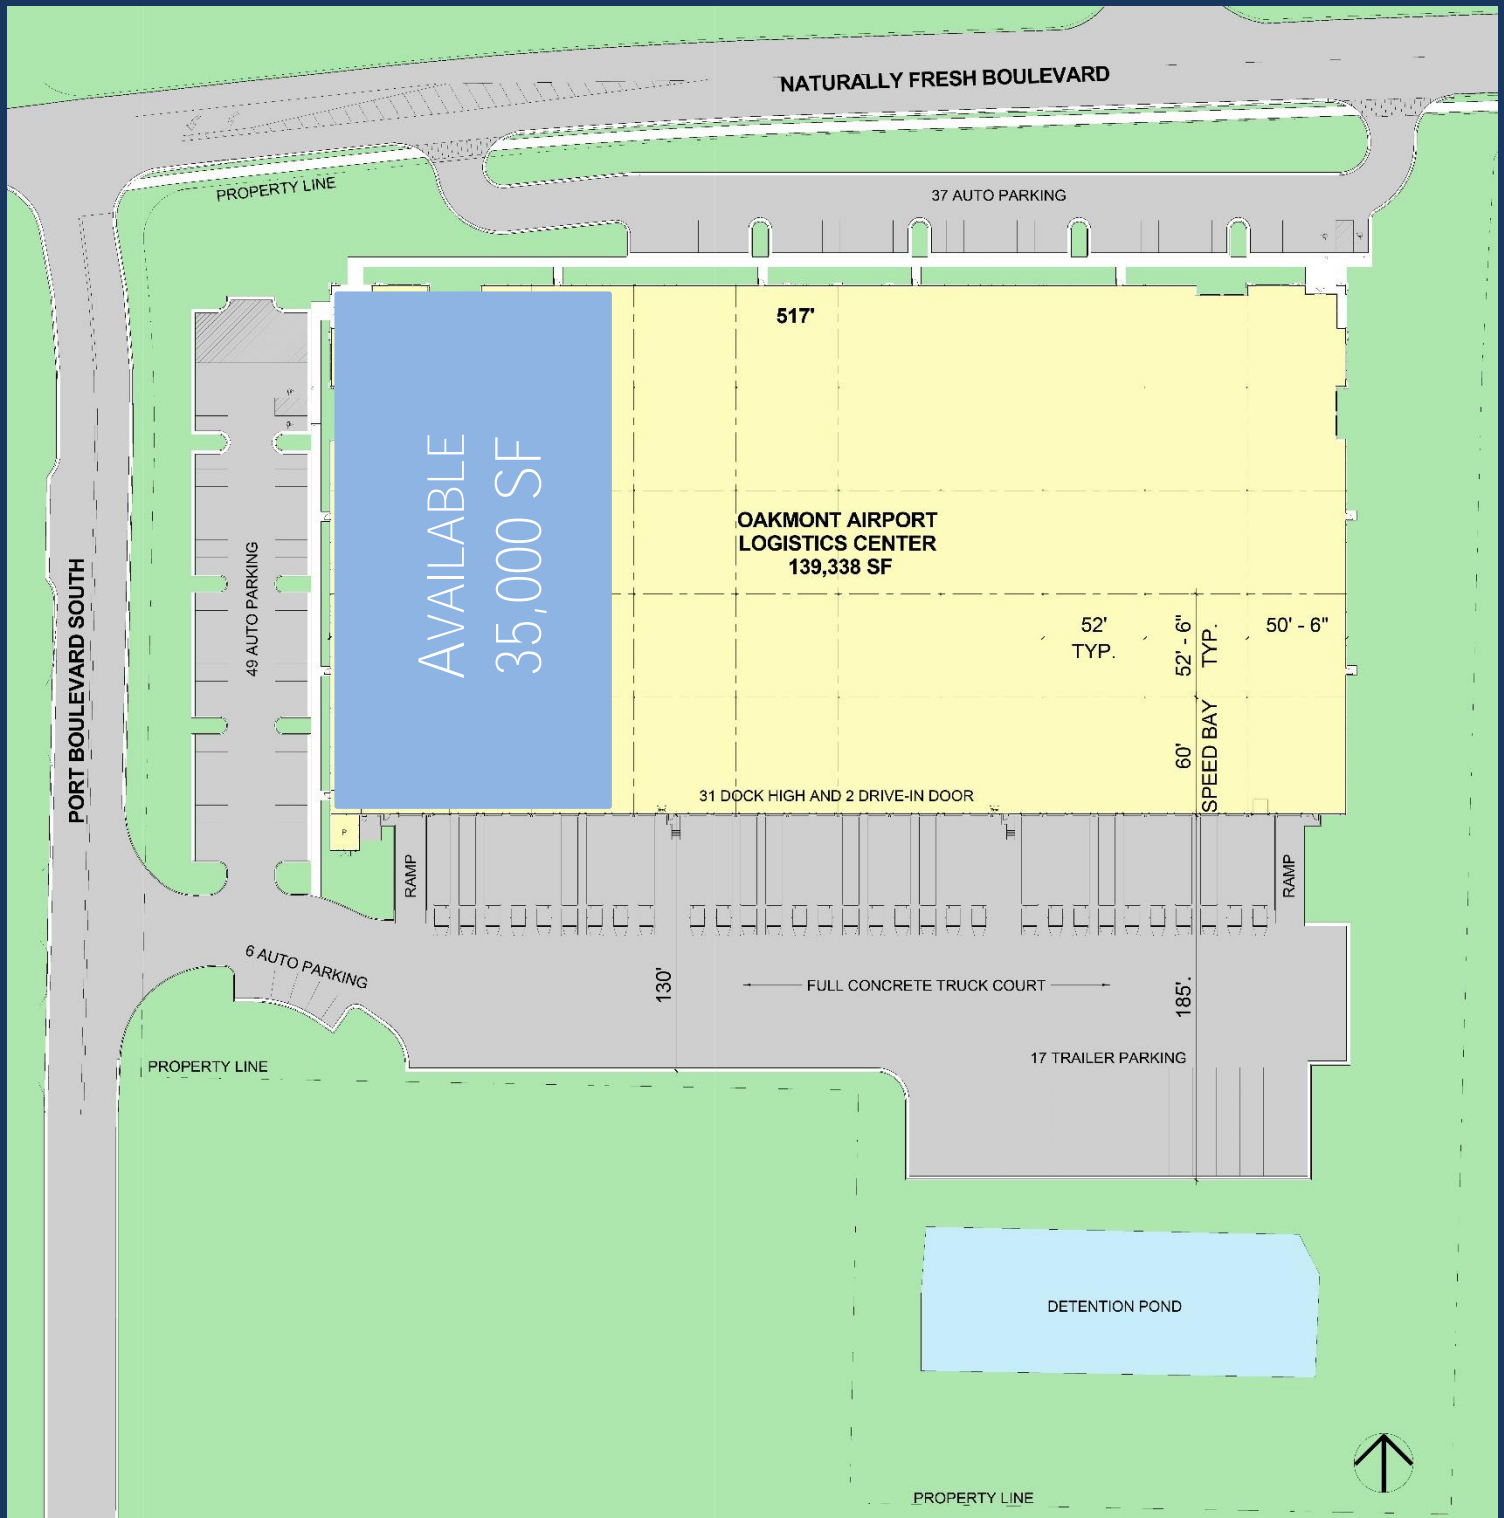 NATURALLY FRESH BOULEVARD
PROPERTY LINE
37 AUTO PARKING
517'
AVAILABLE
35,000 SF
OAKMONT AIRPORT
LOGISTICS CENTER
139,338 SF
49 AUTO PARKING
PORT BOULEVARD SOUTH
52'
TYP.
52' - 6"
TYP.
50' - 6"
60'
SPEED BAY
31 DOCK HIGH AND 2 DRIVE-IN DOOR
P
RAMP
RAMP
6 AUTO PARKING
130'
FULL CONCRETE TRUCK COURT
185'.
17 TRAILER PARKING
PROPERTY LINE
DETENTION POND
PROPERTY LINE